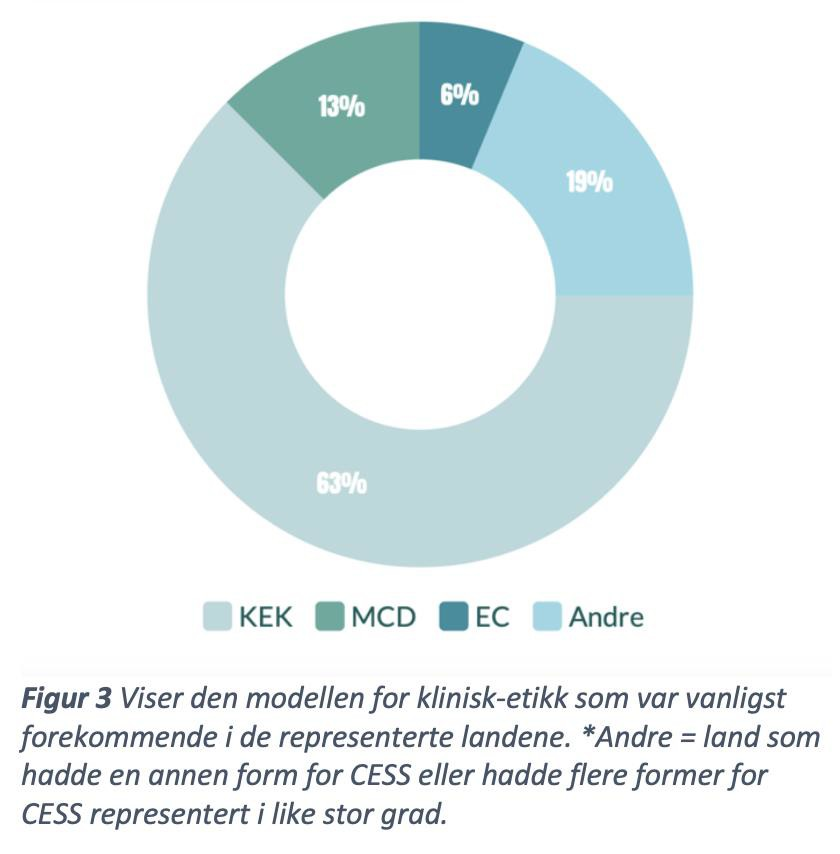 6%
13%
19%
63%
KEK MCD EC Andre
Figur 3 Viser den modellen for klinisk-etikk som var vanligst
forekommende i de representerte landene. *Andre = land som
hadde en annen form for CESS eller hadde flere former for
CESS representert i like stor grad.